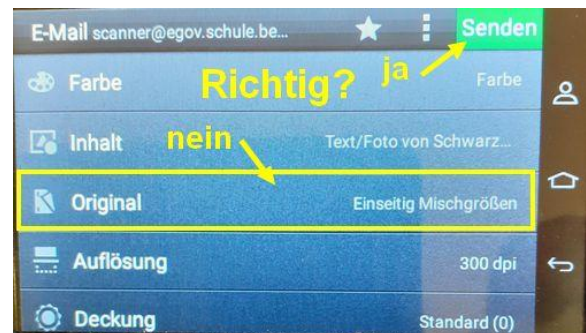 E-Mail scanner@egov.schule.be...
Senden
Farbe
Richtig?
ja
Farbe
Inhalt
nein
Text/Foto von Schwarz...
Original
Einseitig Mischgrößen
Auflösung
300 dpi
Deckung
Standard (0)